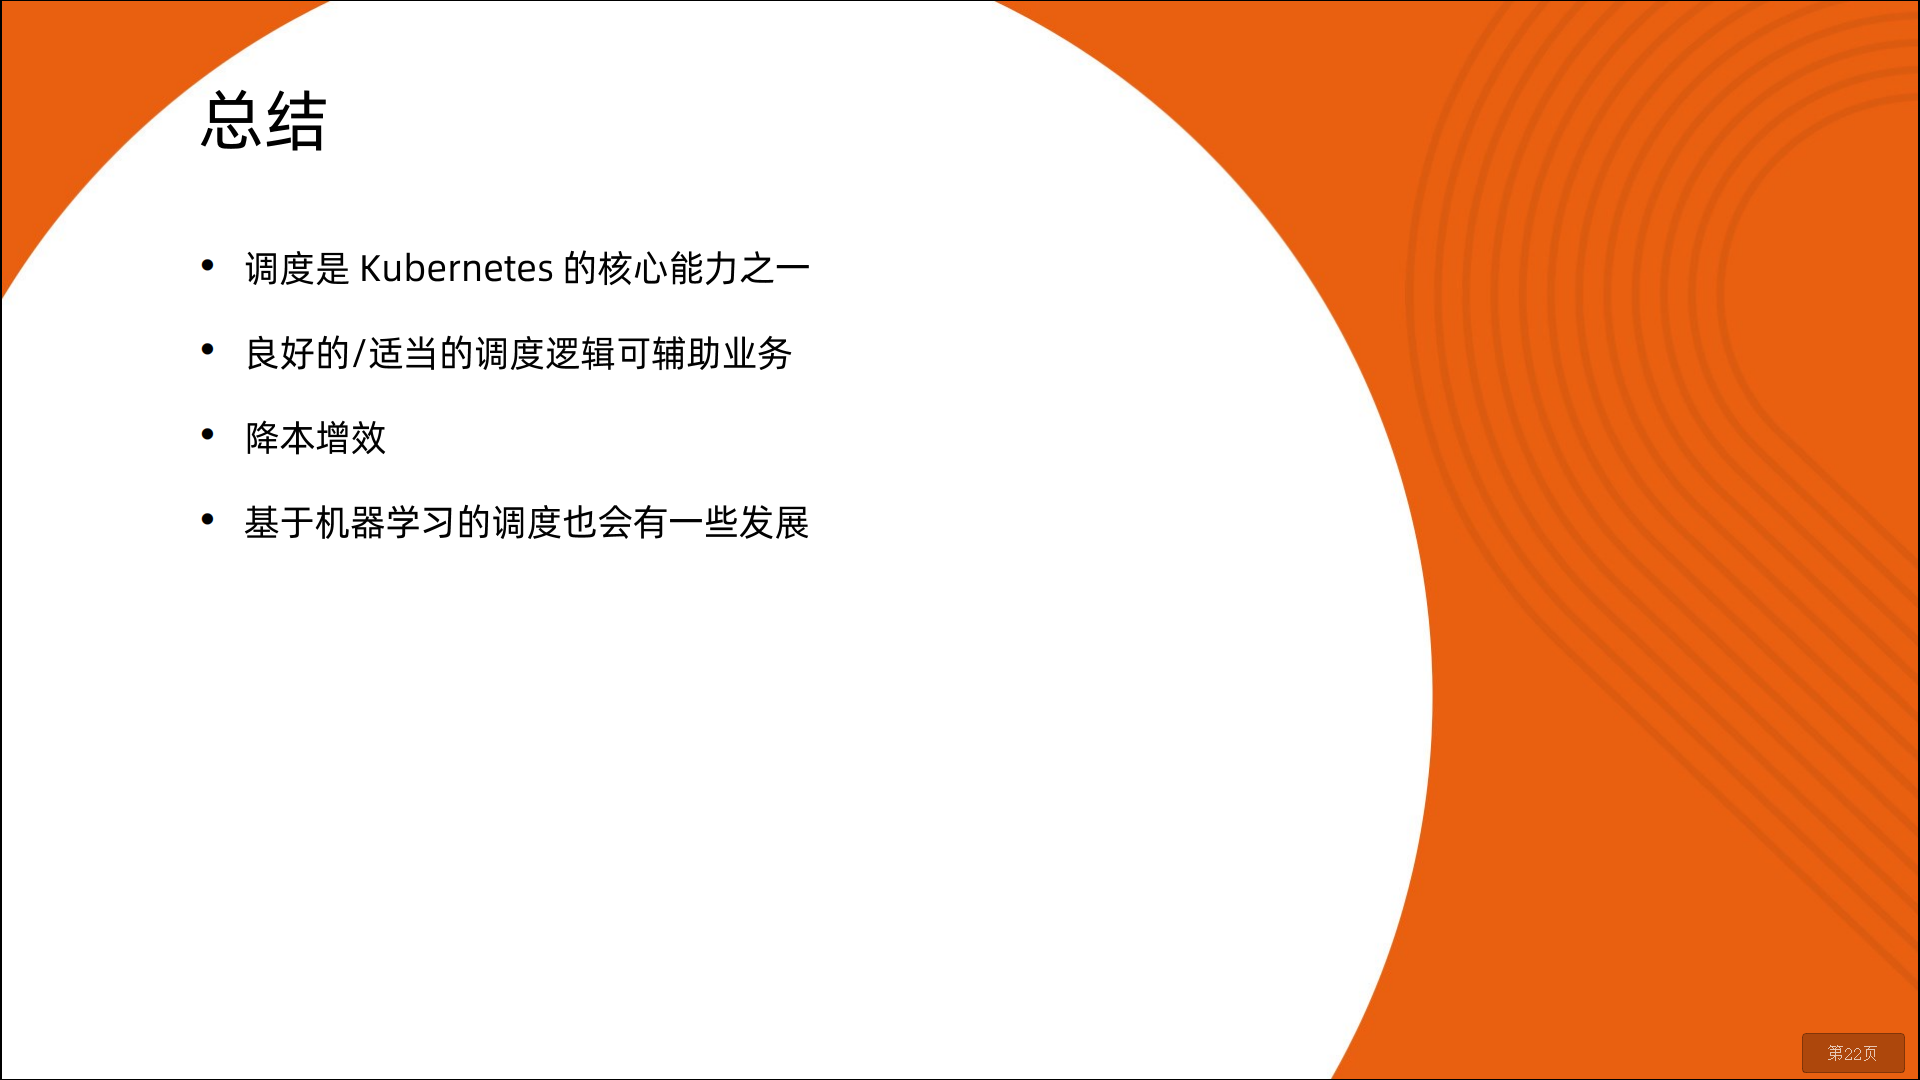 总结
• 调度是 Kubernetes 的核心能力之一
• 良好的/适当的调度逻辑可辅助业务
• 降本增效
• 基于机器学习的调度也会有一些发展
第22页